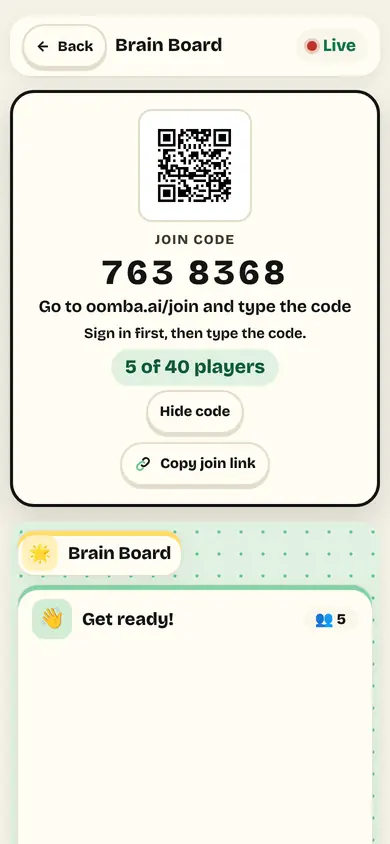 ← Back
Brain Board
Live
JOIN CODE
763 8368
Go to oomba.ai/join and type the code
Sign in first, then type the code.
5 of 40 players
Hide code
Copy join link
Brain Board
Get ready!
5